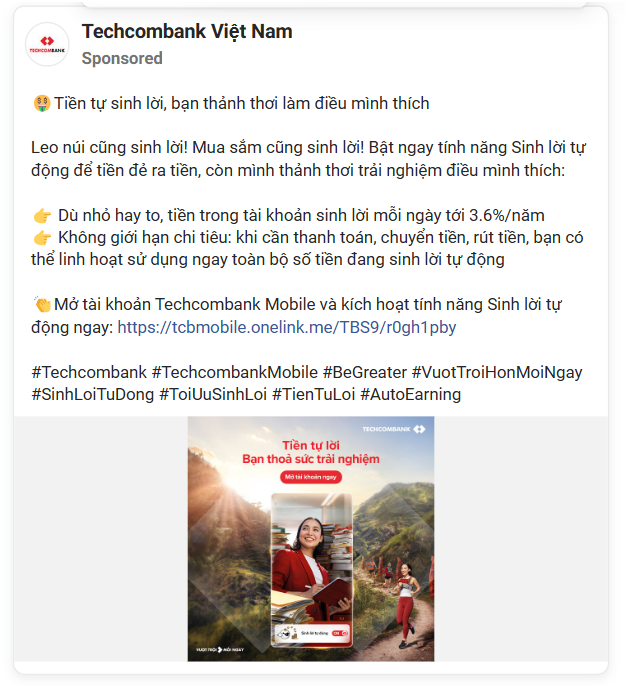 TECHCOMBANK
Techcombank Việt Nam
Sponsored
🤑 Tiền tự sinh lời, bạn thảnh thơi làm điều mình thích
Leo núi cũng sinh lời! Mua sắm cũng sinh lời! Bật ngay tính năng Sinh lời tự
động để tiền đẻ ra tiền, còn mình thảnh thơi trải nghiệm điều mình thích:
👉 Dù nhỏ hay to, tiền trong tài khoản sinh lời mỗi ngày tới 3.6%/năm
👉 Không giới hạn chi tiêu: khi cần thanh toán, chuyển tiền, rút tiền, bạn có
thể linh hoạt sử dụng ngay toàn bộ số tiền đang sinh lời tự động
👏Mở tài khoản Techcombank Mobile và kích hoạt tính năng Sinh lời tự
động ngay: https://tcbmobile.onelink.me/TBS9/r0gh1pby
#Techcombank #TechcombankMobile #BeGreater #VuotTroiHonMoiNgay
#SinhLoiTuDong #ToiUuSinhLoi #TienTuLoi #AutoEarning
TECHCOMBANK
Tiền tự lời
Bạn thoả sức trải nghiệm
Mở tài khoản ngay
Sinh lời tự động
VƯỢT TRỘI MỖI NGÀY